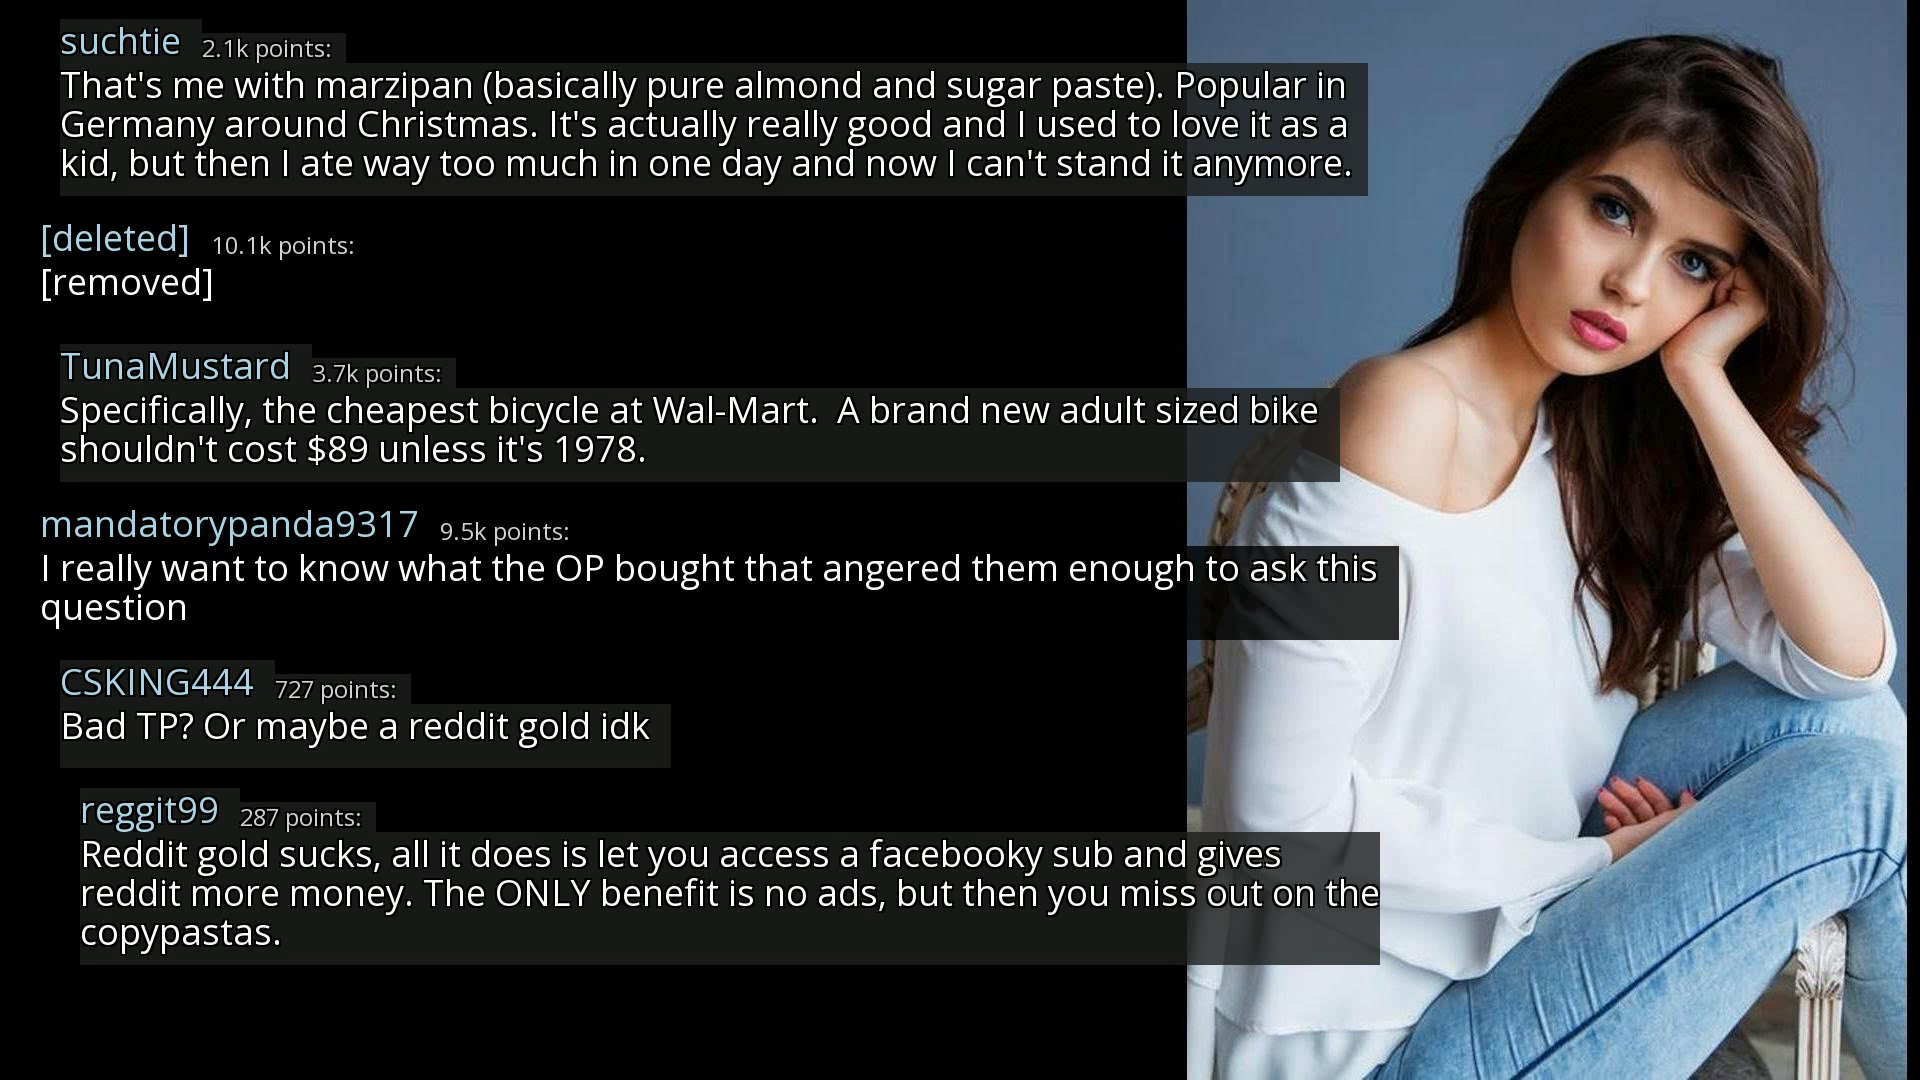 suchtie 2.1k points:
That's me with marzipan (basically pure almond and sugar paste). Popular in
Germany around Christmas. It's actually really good and I used to love it as a
kid, but then I ate way too much in one day and now I can't stand it anymore.
[deleted] 10.1k points:
[removed]
TunaMustard 3.7k points:
Specifically, the cheapest bicycle at Wal-Mart.  A brand new adult sized bike
shouldn't cost $89 unless it's 1978.
mandatorypanda9317 9.5k points:
I really want to know what the OP bought that angered them enough to ask this
question
CSKING444 727 points:
Bad TP? Or maybe a reddit gold idk
reggit99 287 points:
Reddit gold sucks, all it does is let you access a facebooky sub and gives
reddit more money. The ONLY benefit is no ads, but then you miss out on the
copypastas.